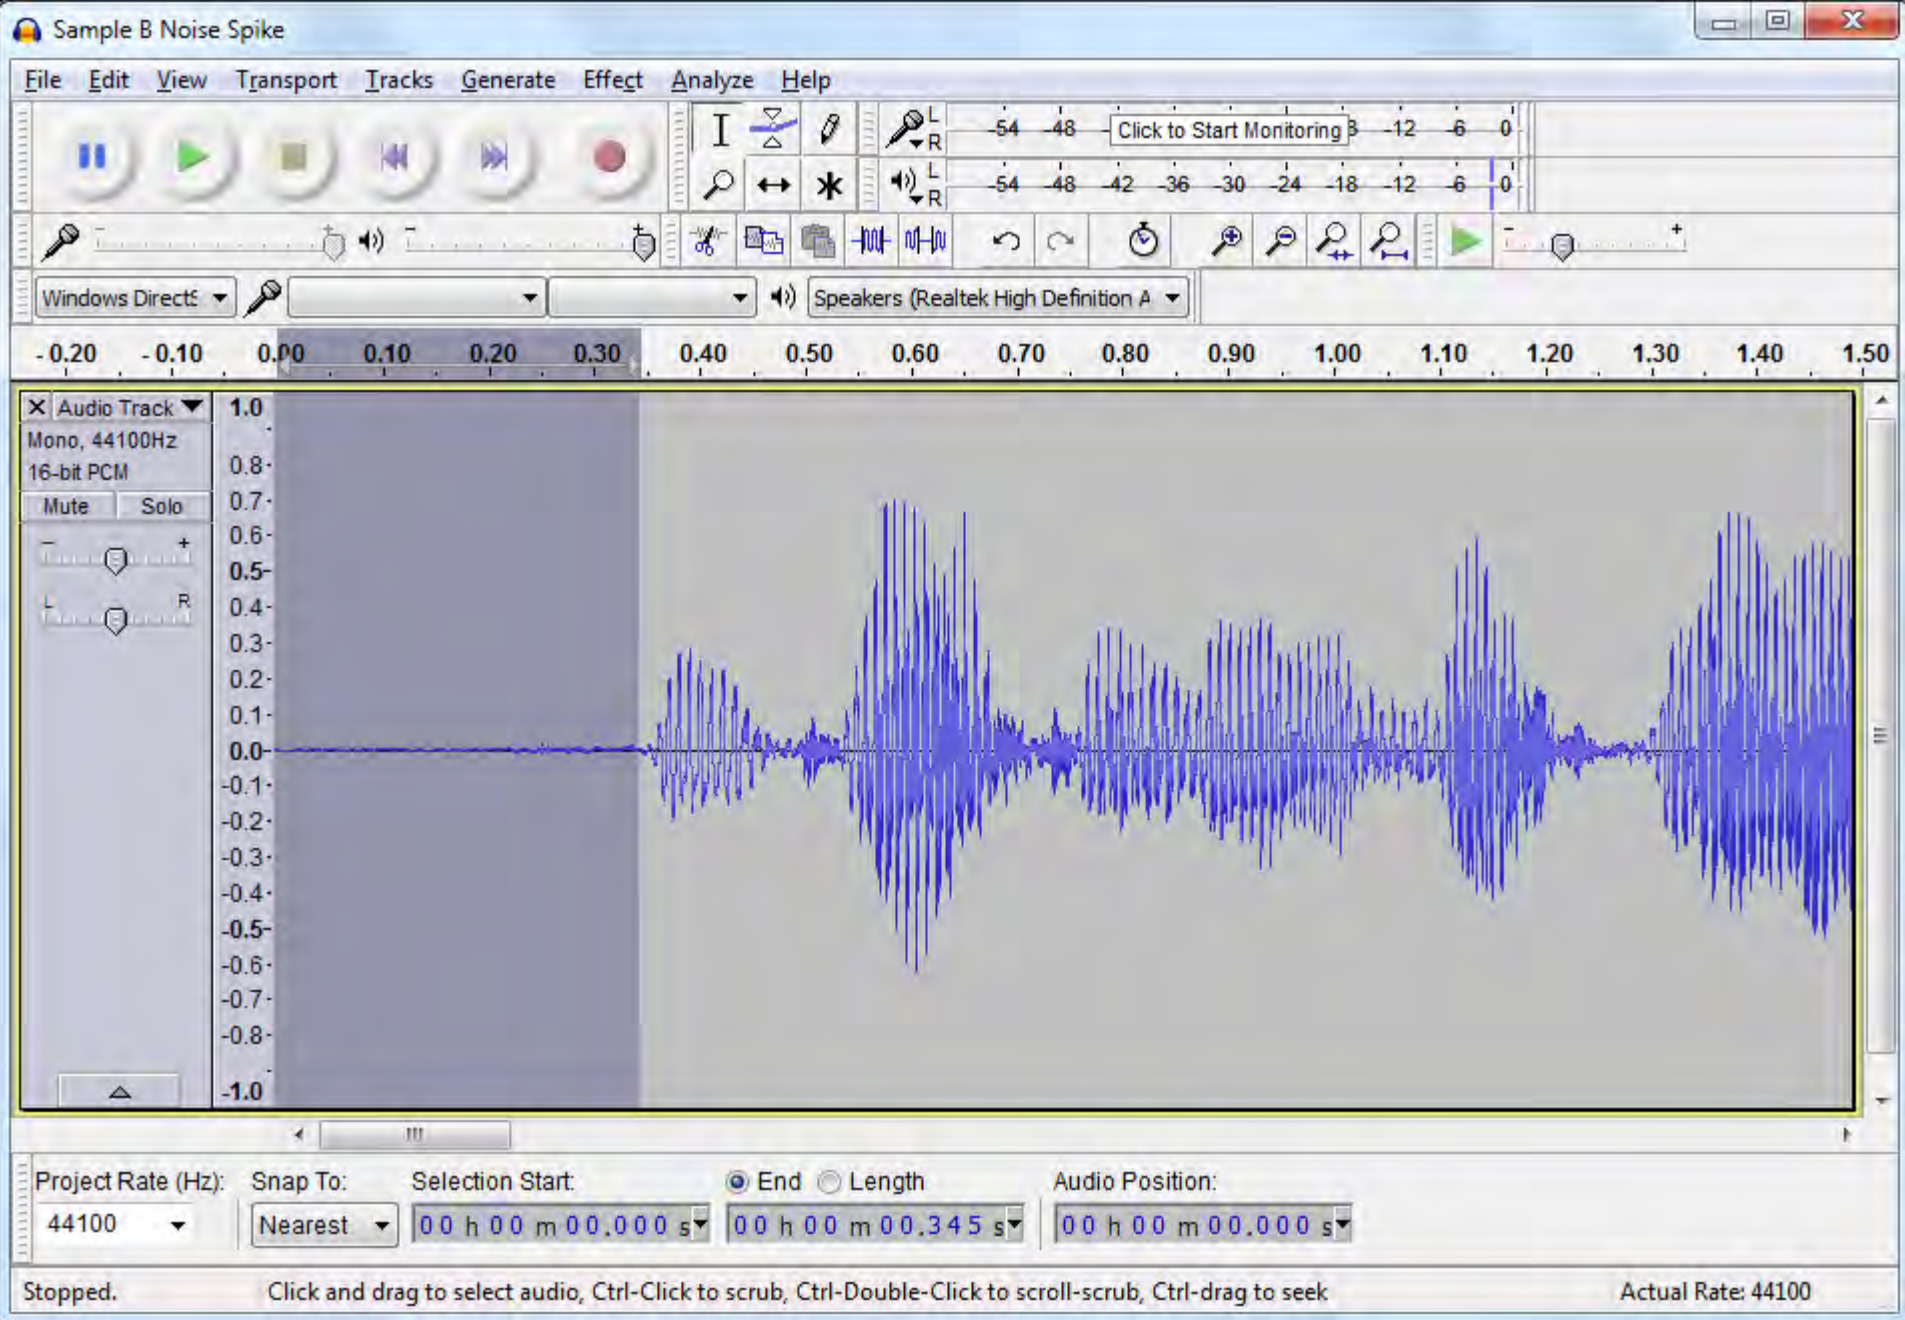 Sample B Noise Spike
File Edit View Transport Tracks Generate Effect Analyze Help
L
R
-54 -48 - Click to Start Monitoring -12 -6 0
L
R
-54 -48 -42 -36 -30 -24 -18 -12 -6 0
- + - + - +
Windows DirectS Speakers (Realtek High Definition A
-0.20 -0.10 0.00 0.10 0.20 0.30 0.40 0.50 0.60 0.70 0.80 0.90 1.00 1.10 1.20 1.30 1.40 1.50
X Audio Track
Mono, 44100Hz
16-bit PCM
Mute Solo
- +
L R
1.0
0.8
0.7
0.6
0.5
0.4
0.3
0.2
0.1
0.0
-0.1
-0.2
-0.3
-0.4
-0.5
-0.6
-0.7
-0.8
-1.0
Project Rate (Hz): Snap To: Selection Start: End Length Audio Position:
44100 Nearest 00 h 00 m 00.000 s 00 h 00 m 00.345 s 00 h 00 m 00.000 s
Stopped. Click and drag to select audio, Ctrl-Click to scrub, Ctrl-Double-Click to scroll-scrub, Ctrl-drag to seek Actual Rate: 44100